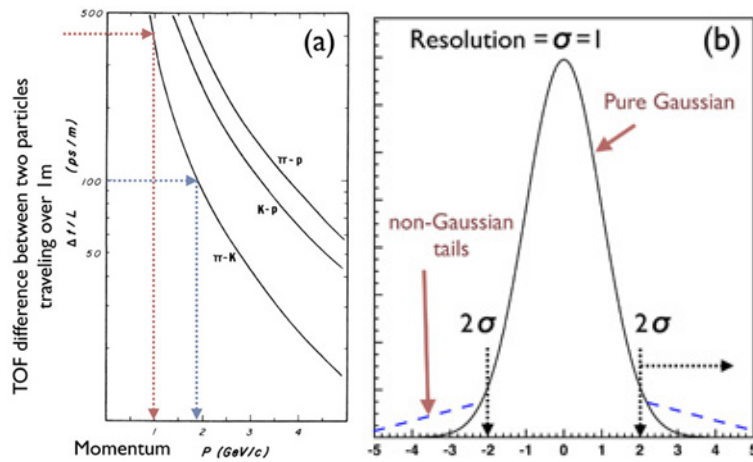 500
(a)
100
50
TOF difference between two particles
traveling over 1m
Δt/L (ps/m)
π-p
K-p
π-K
Momentum
1 2 3 4
P (GeV/c)
Resolution = σ = 1
(b)
Pure Gaussian
non-Gaussian
tails
2σ
2σ
-5 -4 -3 -2 -1 0 1 2 3 4 5